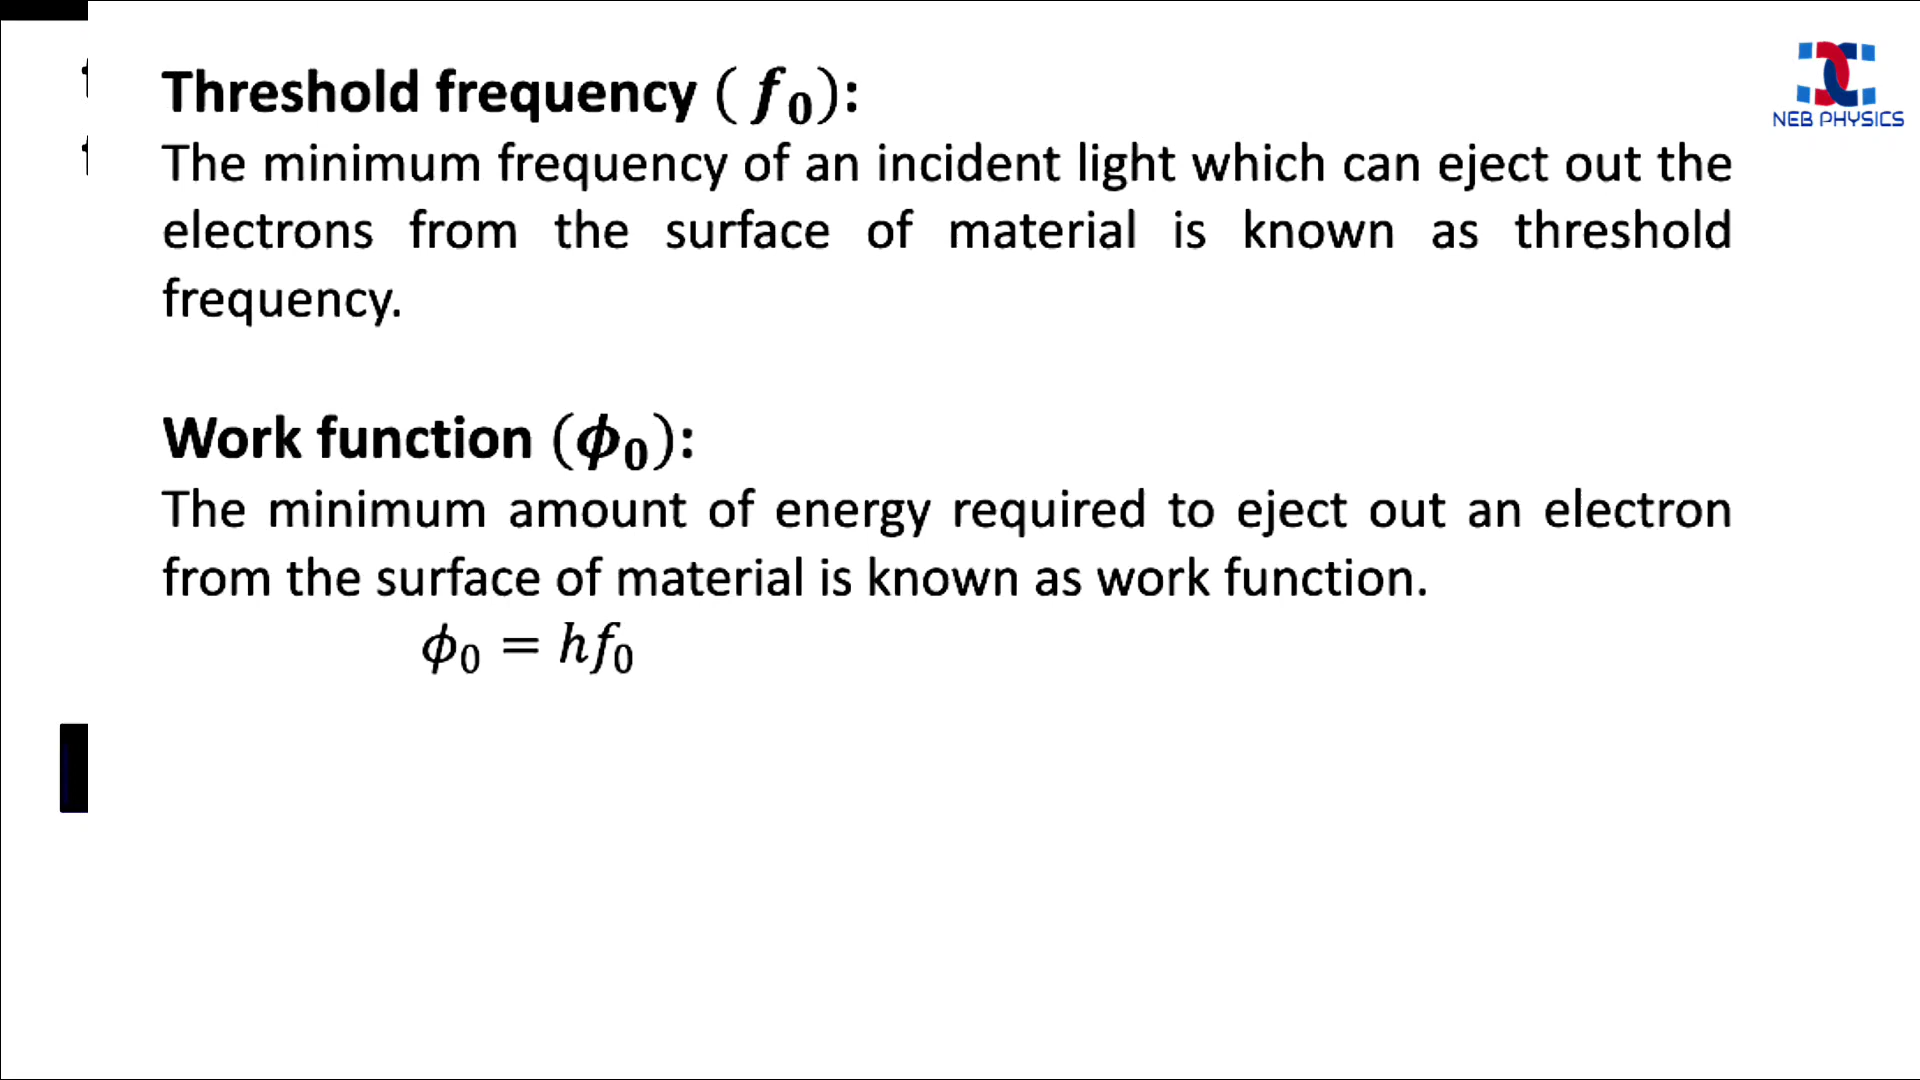 Threshold frequency (f₀):
NEB PHYSICS
The minimum frequency of an incident light which can eject out the
electrons from the surface of material is known as threshold
frequency.
Work function (ϕ₀):
The minimum amount of energy required to eject out an electron
from the surface of material is known as work function.
ϕ₀ = hf₀